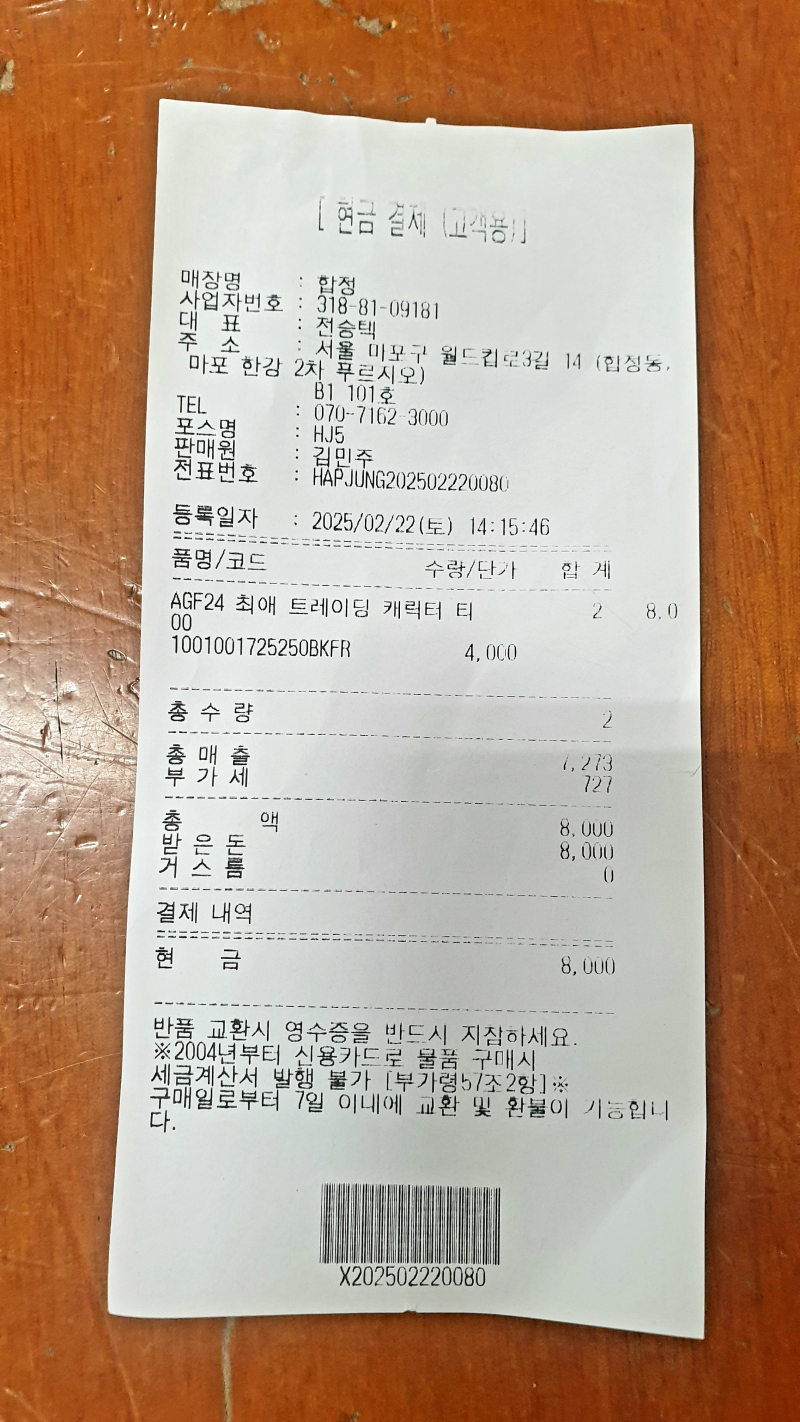 [ 현금 결제 (고객용)]
매장명 : 합정
사업자번호 : 318-81-09181
대 표 : 전승택
주 소 : 서울 마포구 월드컵로3길 14 (합정동,
마포 한강 2차 푸르지오)
B1 101호
TEL : 070-7162-3000
포스명 : HJ5
판매원 : 김민주
전표번호 : HAPJUNG202502220080
등록일자 : 2025/02/22(토) 14:15:46
품명/코드 수량/단가 합 계
AGF24 최애 트레이딩 캐릭터 티 2 8,0
00
1001001725250BKFR 4,000
총 수 량 2
총 매 출 7,273
부 가 세 727
총 액 8,000
받 은 돈 8,000
거 스 름 0
결제 내역
현 금 8,000
반품 교환시 영수증을 반드시 지참하세요.
※2004년부터 신용카드로 물품 구매시
세금계산서 발행 불가 [부가령57조2항]※
구매일로부터 7일 이내에 교환 및 환불이 가능합니
다.
X202502220080